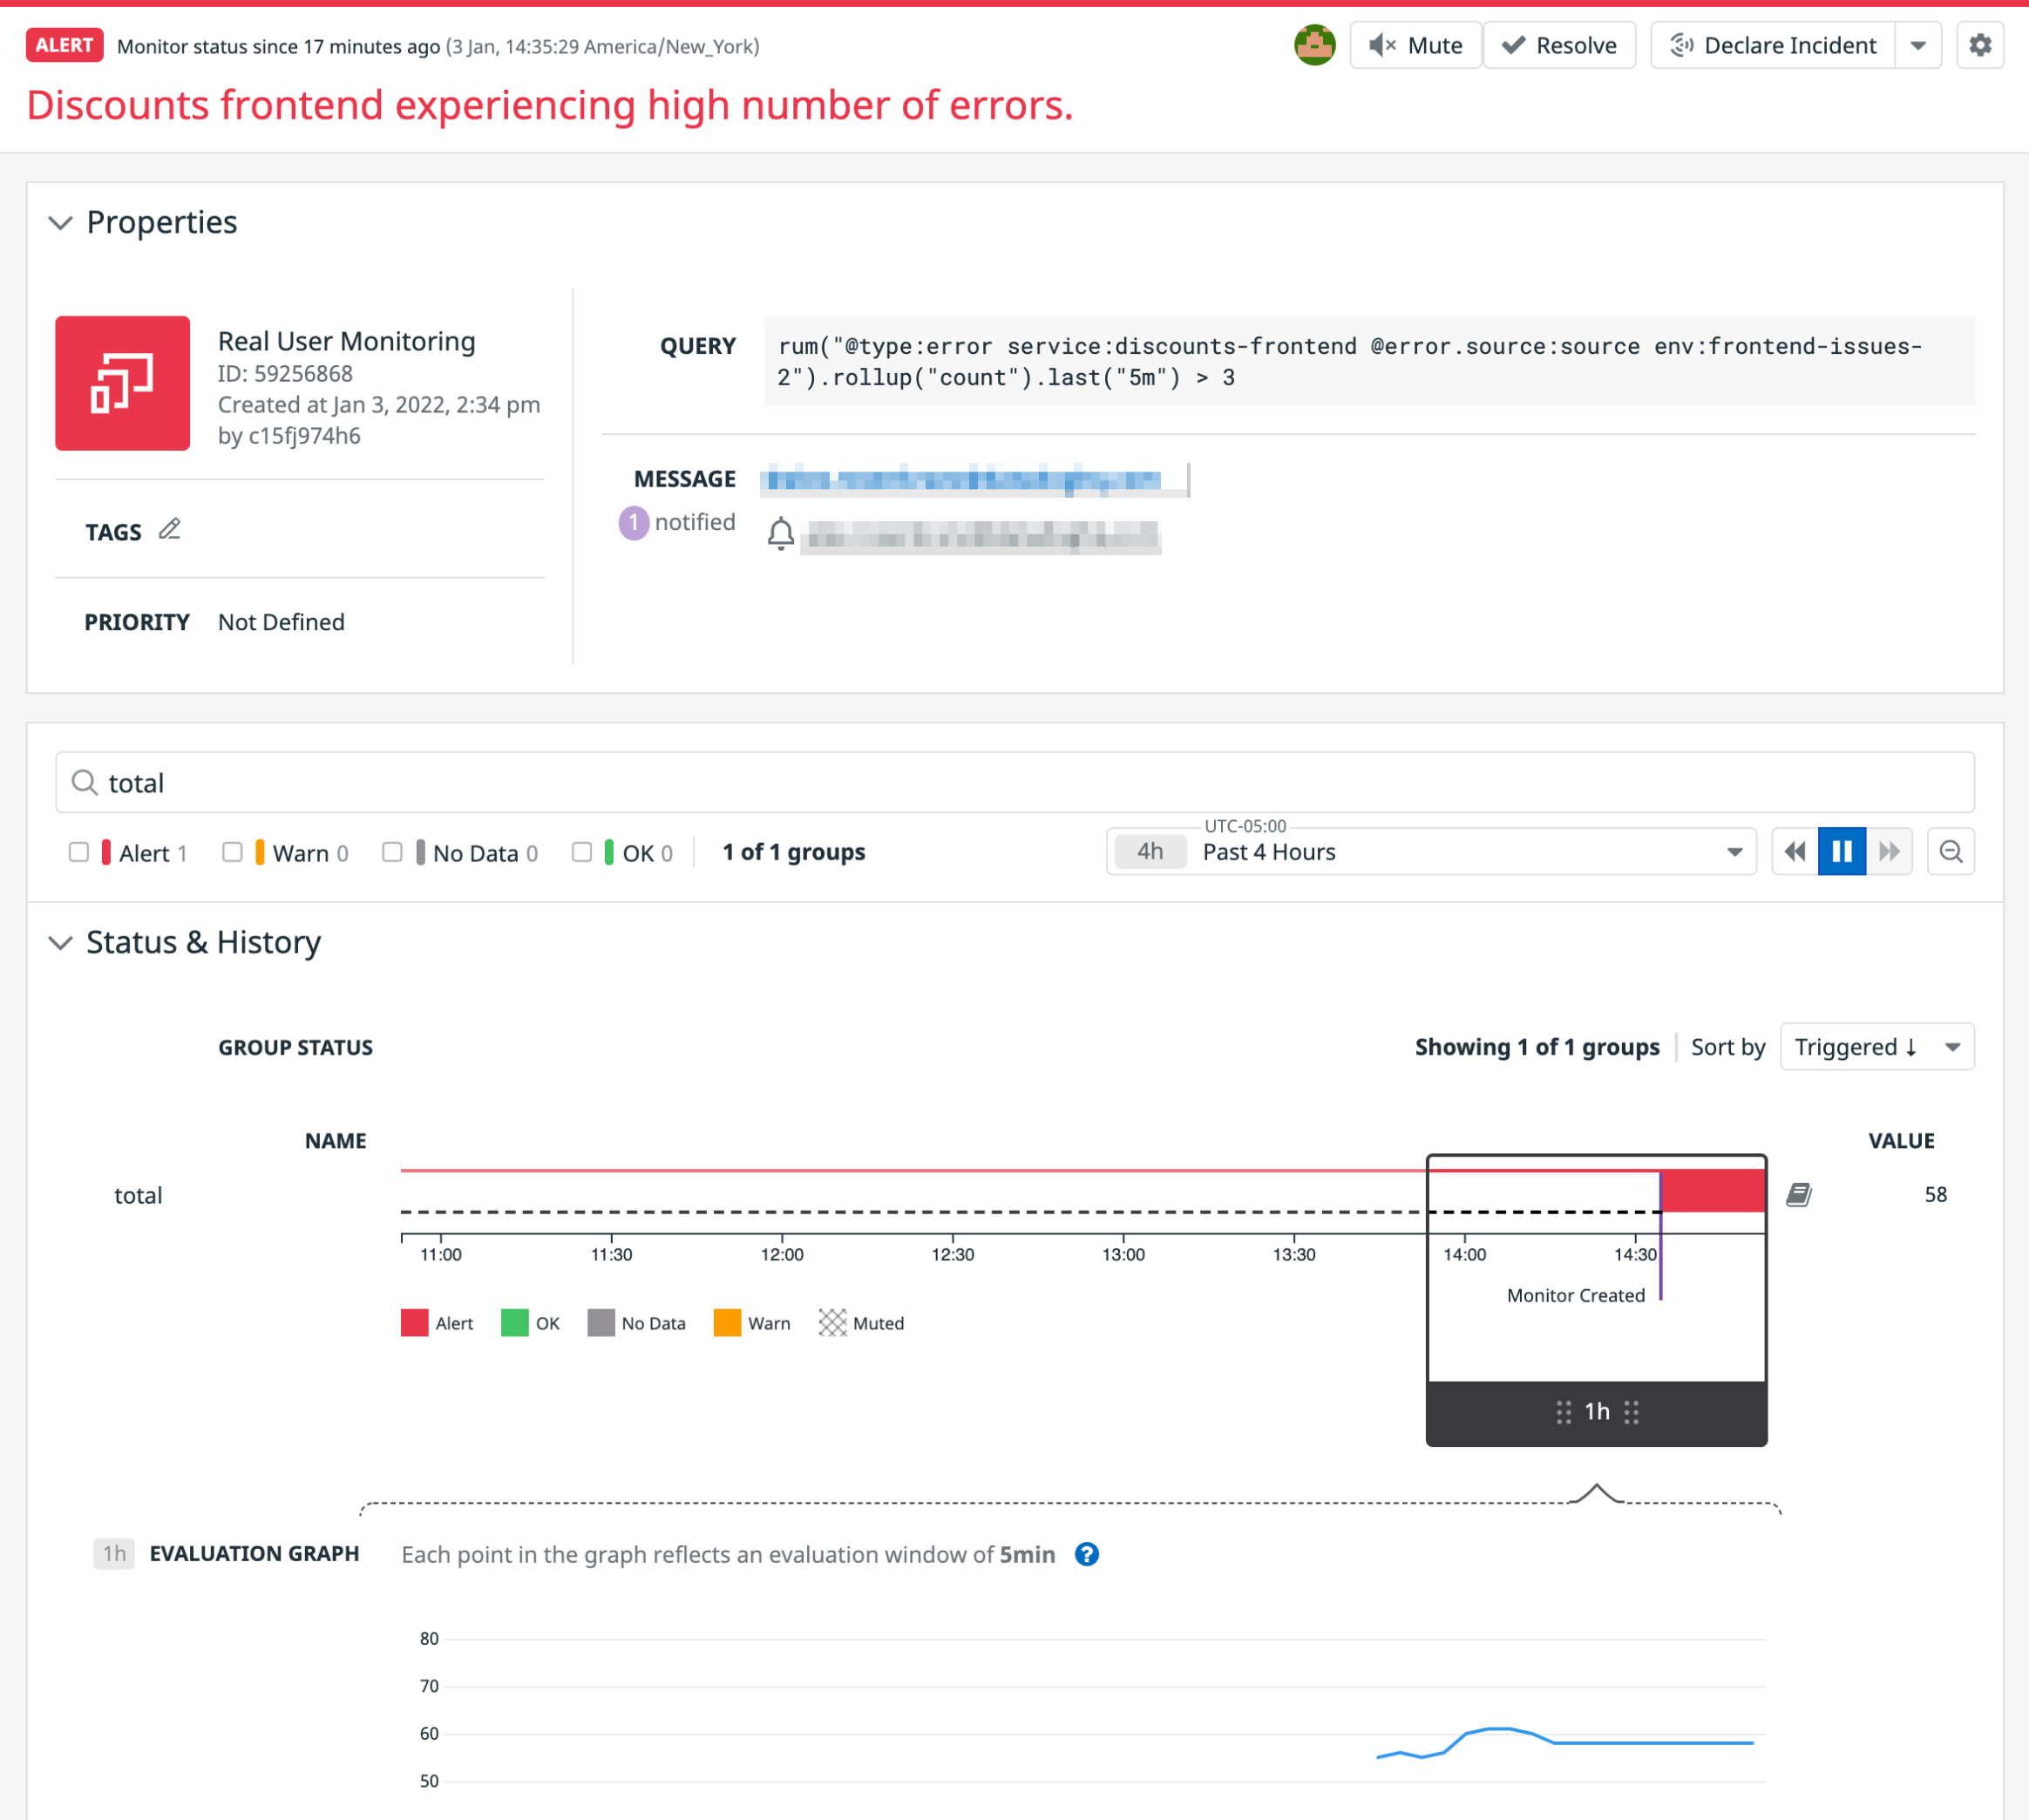 ALERT Monitor status since 17 minutes ago (3 Jan, 14:35:29 America/New_York)
Mute Resolve Declare Incident
Discounts frontend experiencing high number of errors.
Properties
Real User Monitoring
ID: 59256868
Created at Jan 3, 2022, 2:34 pm
by c15fj974h6
TAGS
PRIORITY Not Defined
QUERY rum("@type:error service:discounts-frontend @error.source:source env:frontend-issues-
2").rollup("count").last("5m") > 3
MESSAGE
1 notified
total
Alert 1 Warn 0 No Data 0 OK 0 1 of 1 groups
UTC-05:00
4h Past 4 Hours
Status & History
GROUP STATUS Showing 1 of 1 groups Sort by Triggered ↓
NAME VALUE
total 58
11:00 11:30 12:00 12:30 13:00 13:30 14:00 14:30
Monitor Created
Alert OK No Data Warn Muted
1h
1h EVALUATION GRAPH Each point in the graph reflects an evaluation window of 5min ?
80
70
60
50